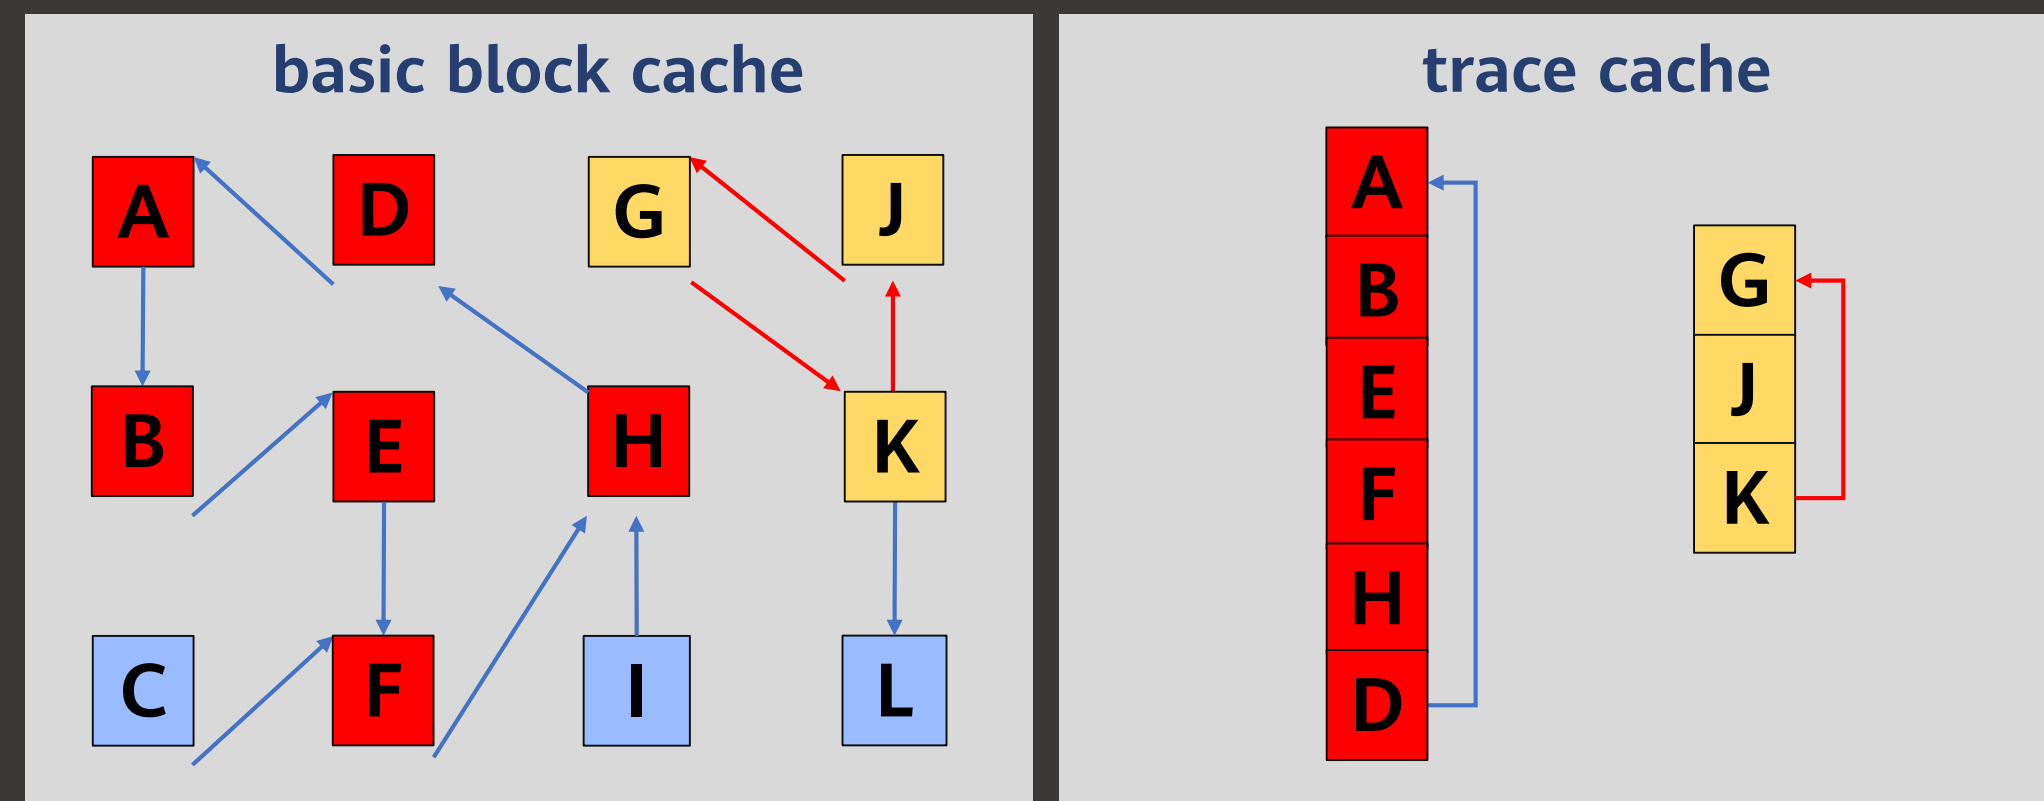 basic block cache
A D G J
B E H K
C F I L
trace cache
A
B
E
F
H
D
G
J
K